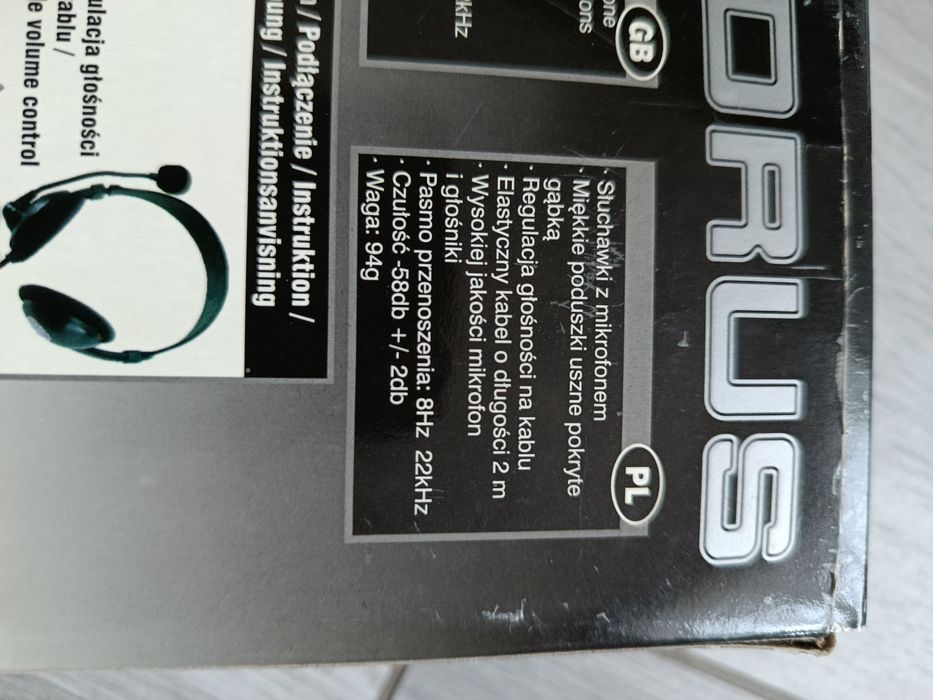 ORUS
GB
one
ons
kHz
PL
· Słuchawki z mikrofonem
· Miękkie poduszki uszne pokryte
gąbką
· Regulacja głośności na kablu
· Elastyczny kabel o długości 2 m
· Wysokiej jakości mikrofon
i głośniki
· Pasmo przenoszenia: 8Hz 22kHz
· Czułość -58db +/- 2db
· Waga: 94g
/ Podłączenie / Instruktion /
ung / Instruktionsanvisning
ulacja głośności
ablu /
e volume control